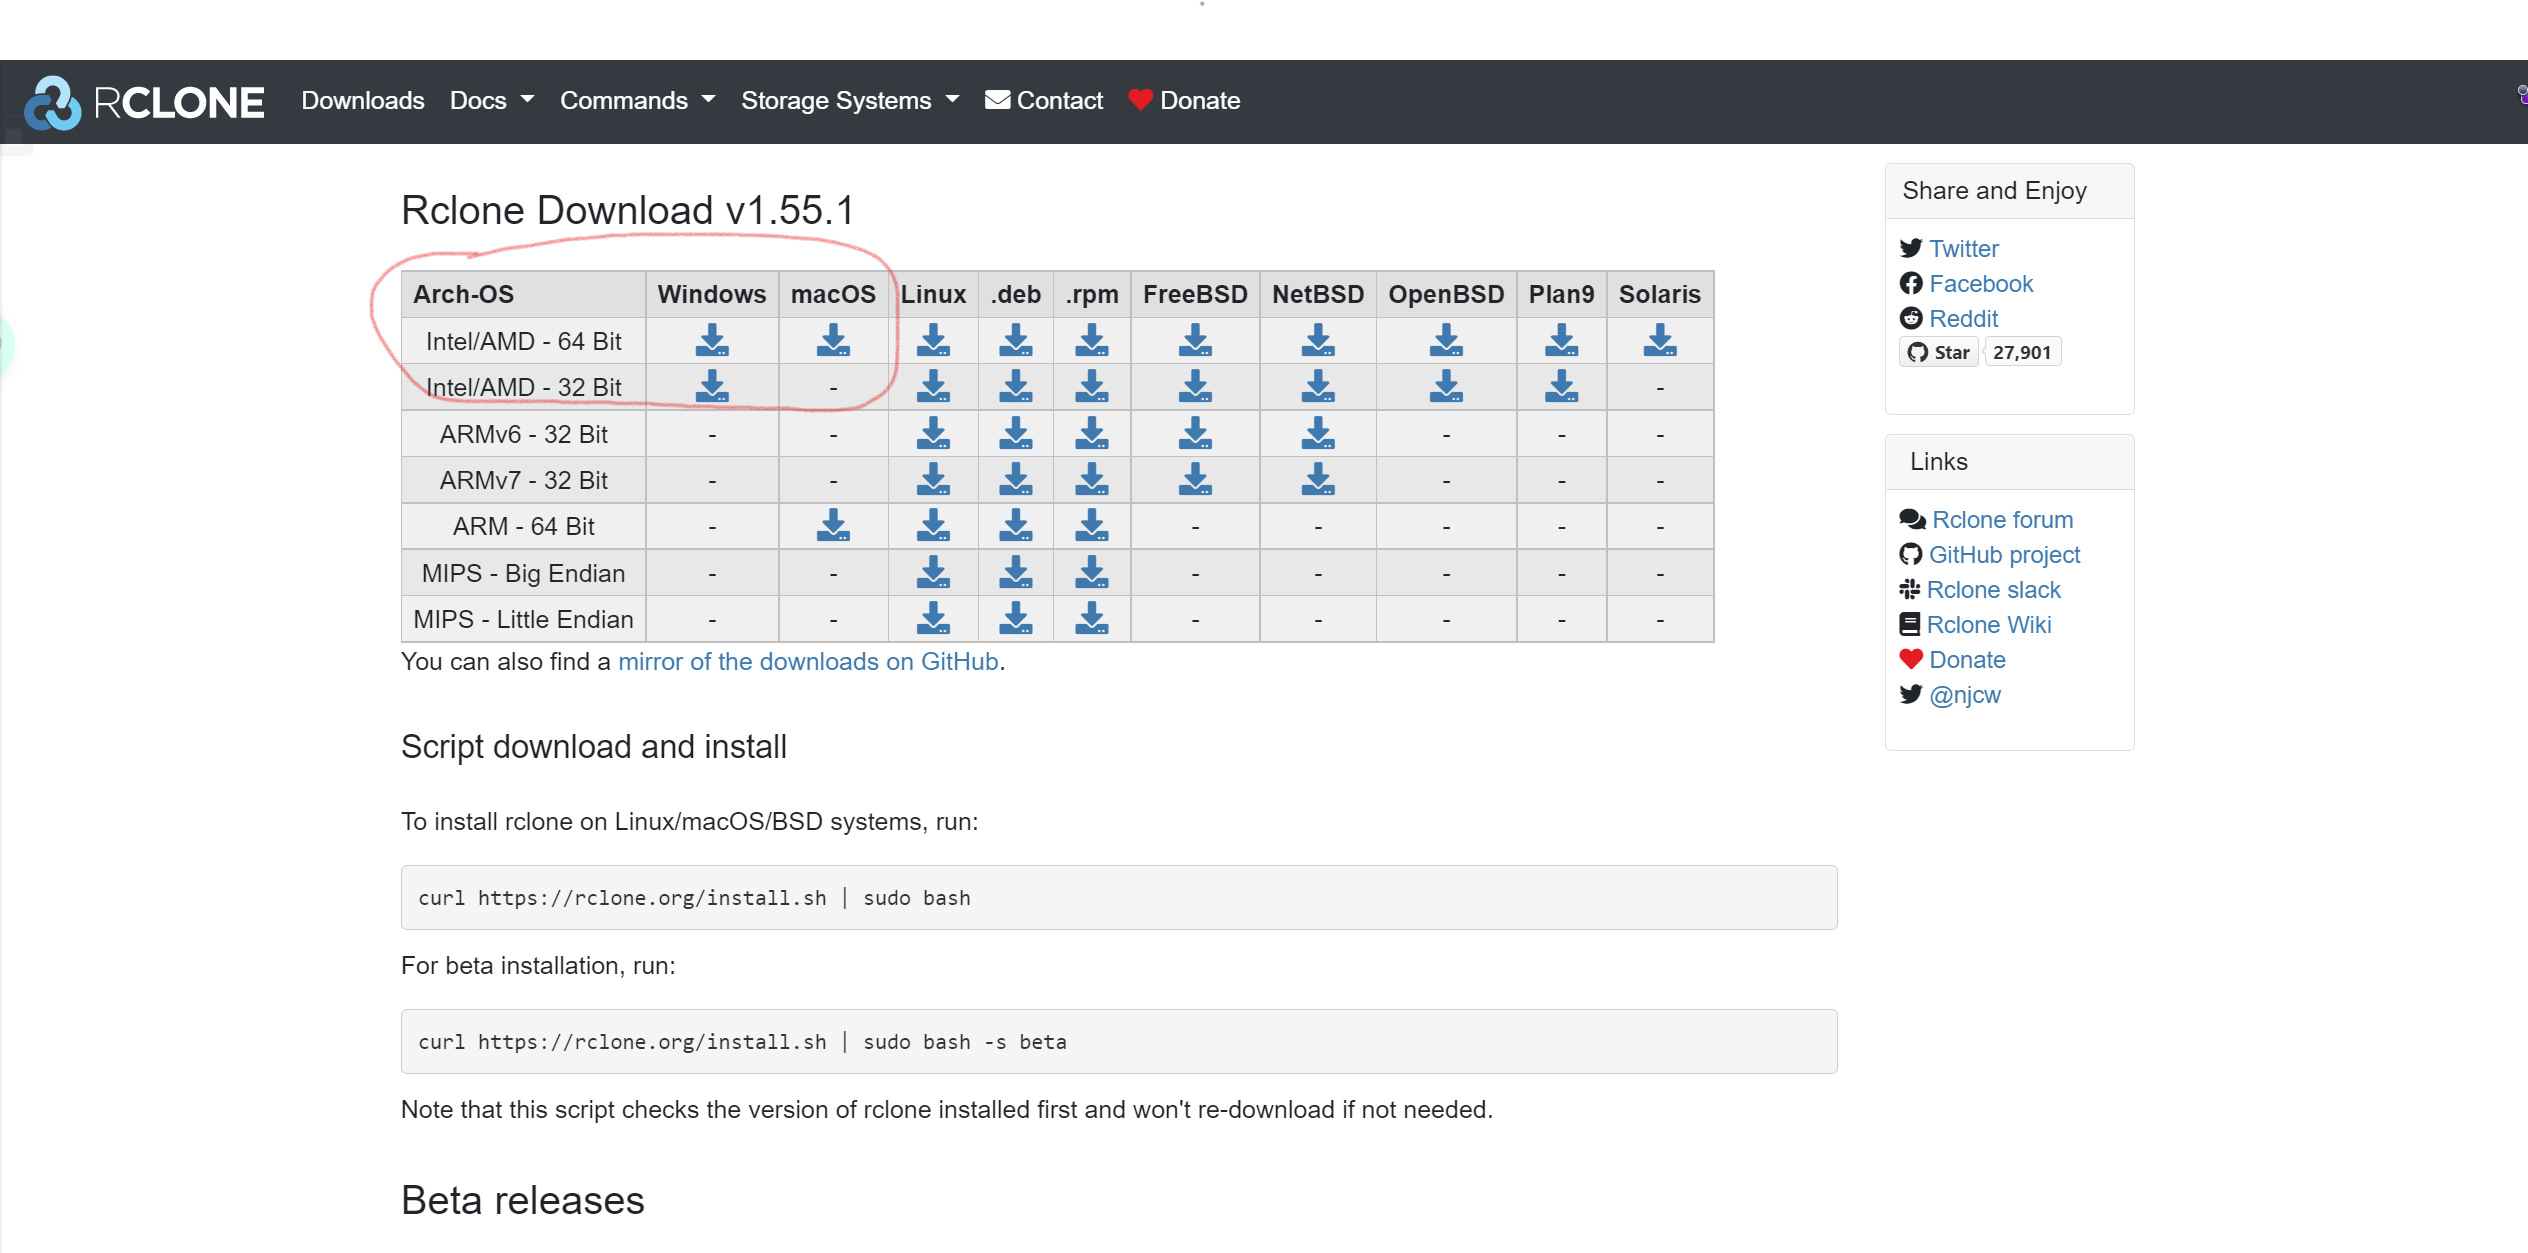 RCLONE Downloads Docs Commands Storage Systems Contact Donate
Rclone Download v1.55.1
Arch-OS Windows macOS Linux .deb .rpm FreeBSD NetBSD OpenBSD Plan9 Solaris
Intel/AMD - 64 Bit
Intel/AMD - 32 Bit - -
ARMv6 - 32 Bit - - - - -
ARMv7 - 32 Bit - - - - -
ARM - 64 Bit - - - - - -
MIPS - Big Endian - - - - - - -
MIPS - Little Endian - - - - - - -
You can also find a mirror of the downloads on GitHub.
Script download and install
To install rclone on Linux/macOS/BSD systems, run:
curl https://rclone.org/install.sh | sudo bash
For beta installation, run:
curl https://rclone.org/install.sh | sudo bash -s beta
Note that this script checks the version of rclone installed first and won't re-download if not needed.
Beta releases
Share and Enjoy
Twitter
Facebook
Reddit
Star 27,901
Links
Rclone forum
GitHub project
Rclone slack
Rclone Wiki
Donate
@njcw